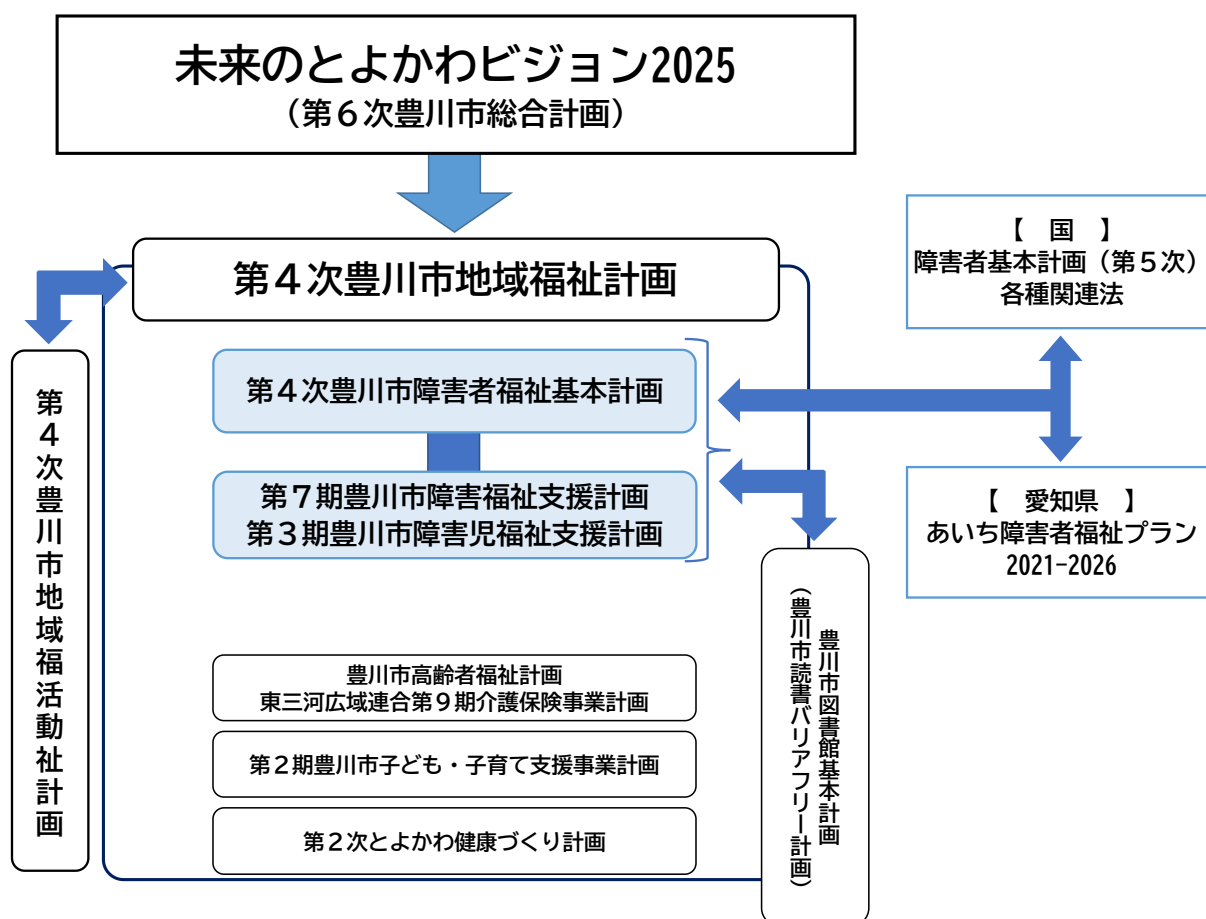 未来のとよかわビジョン2025
（第６次豊川市総合計画）
第４次豊川市地域福祉計画
【　国　】
障害者基本計画（第５次）
各種関連法
第４次豊川市地域福活動祉計画
第４次豊川市障害者福祉基本計画
第７期豊川市障害福祉支援計画
第３期豊川市障害児福祉支援計画
【　愛知県　】
あいち障害者福祉プラン
2021-2026
豊川市図書館基本計画
（豊川市読書バリアフリー計画）
豊川市高齢者福祉計画
東三河広域連合第９期介護保険事業計画
第２期豊川市子ども・子育て支援事業計画
第２次とよかわ健康づくり計画